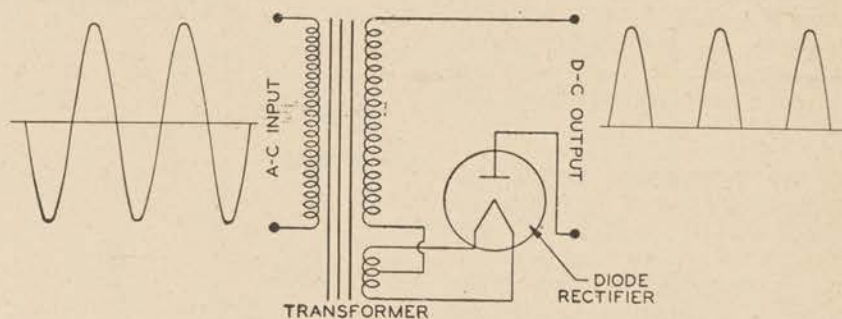 A-C INPUT
TRANSFORMER
D-C OUTPUT
DIODE
RECTIFIER